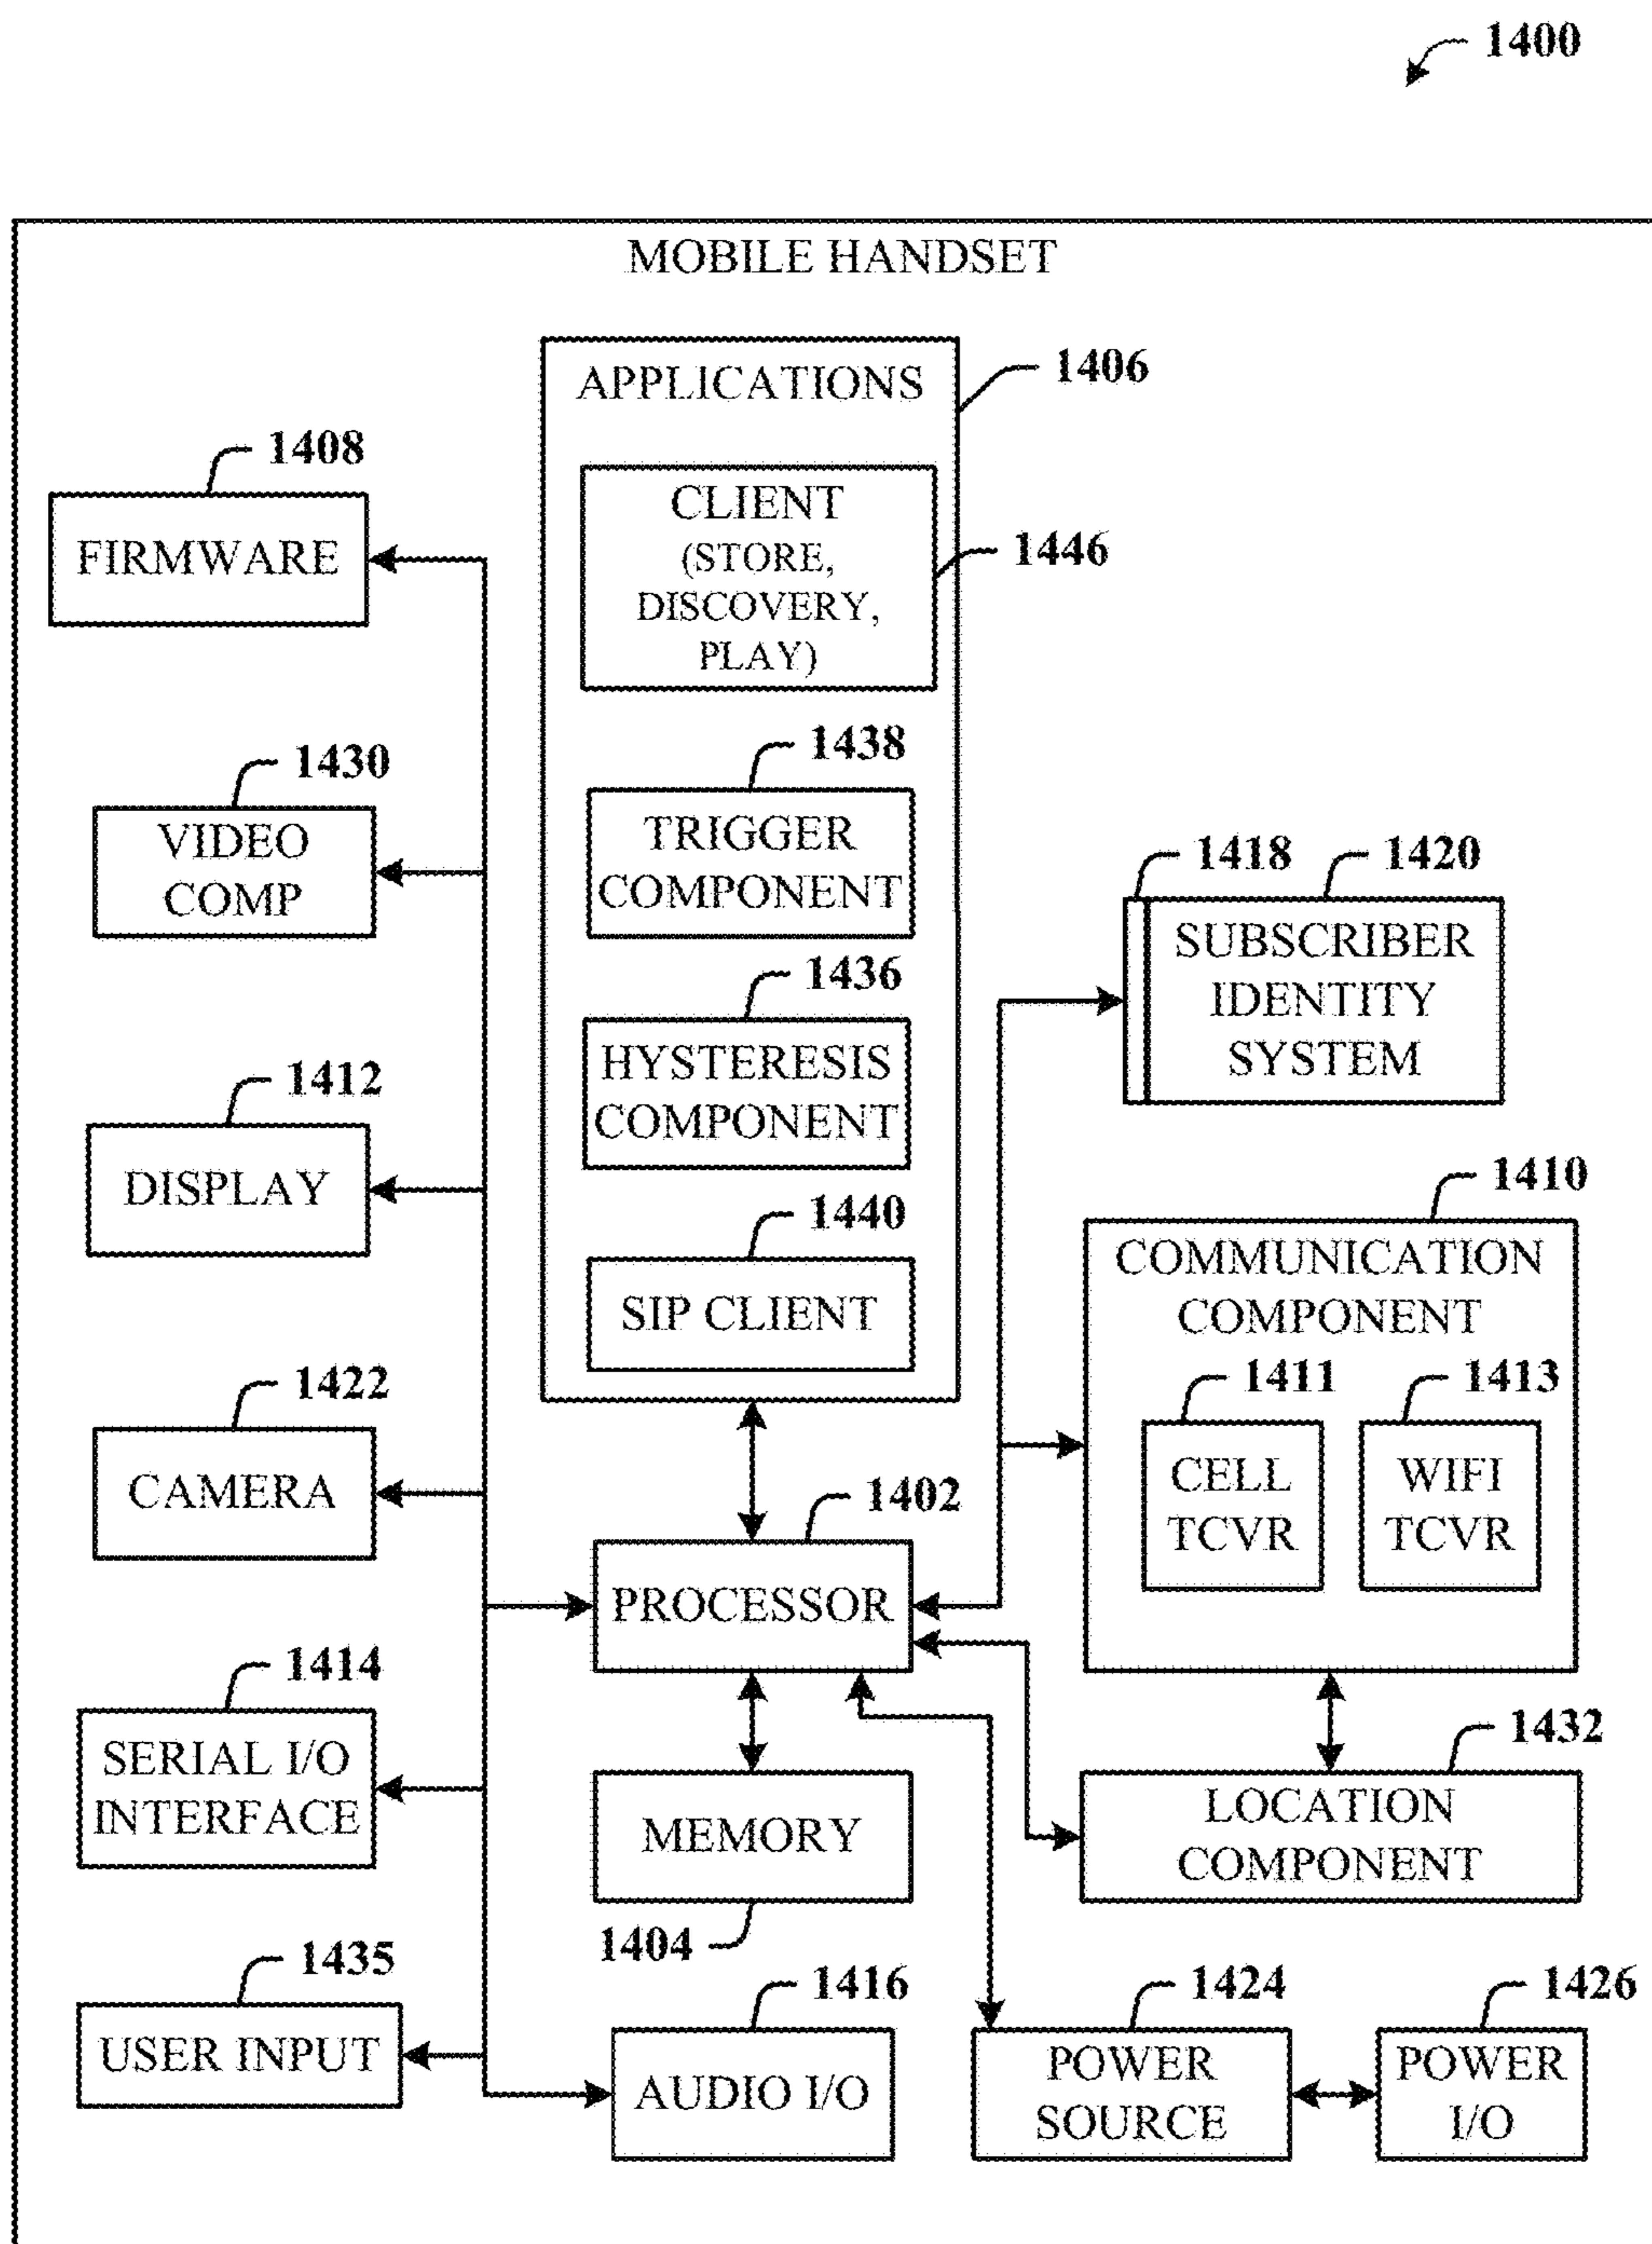 1400
MOBILE HANDSET
APPLICATIONS
1406
CLIENT
(STORE,
DISCOVERY,
PLAY)
1446
1438
TRIGGER
COMPONENT
1436
HYSTERESIS
COMPONENT
1440
SIP CLIENT
1408
FIRMWARE
1430
VIDEO
COMP
1412
DISPLAY
1422
CAMERA
1414
SERIAL I/O
INTERFACE
1435
USER INPUT
1402
PROCESSOR
MEMORY
1404
1416
AUDIO I/O
1418
1420
SUBSCRIBER
IDENTITY
SYSTEM
1410
COMMUNICATION
COMPONENT
1411
CELL
TCVR
1413
WIFI
TCVR
1432
LOCATION
COMPONENT
1424
POWER
SOURCE
1426
POWER
I/O